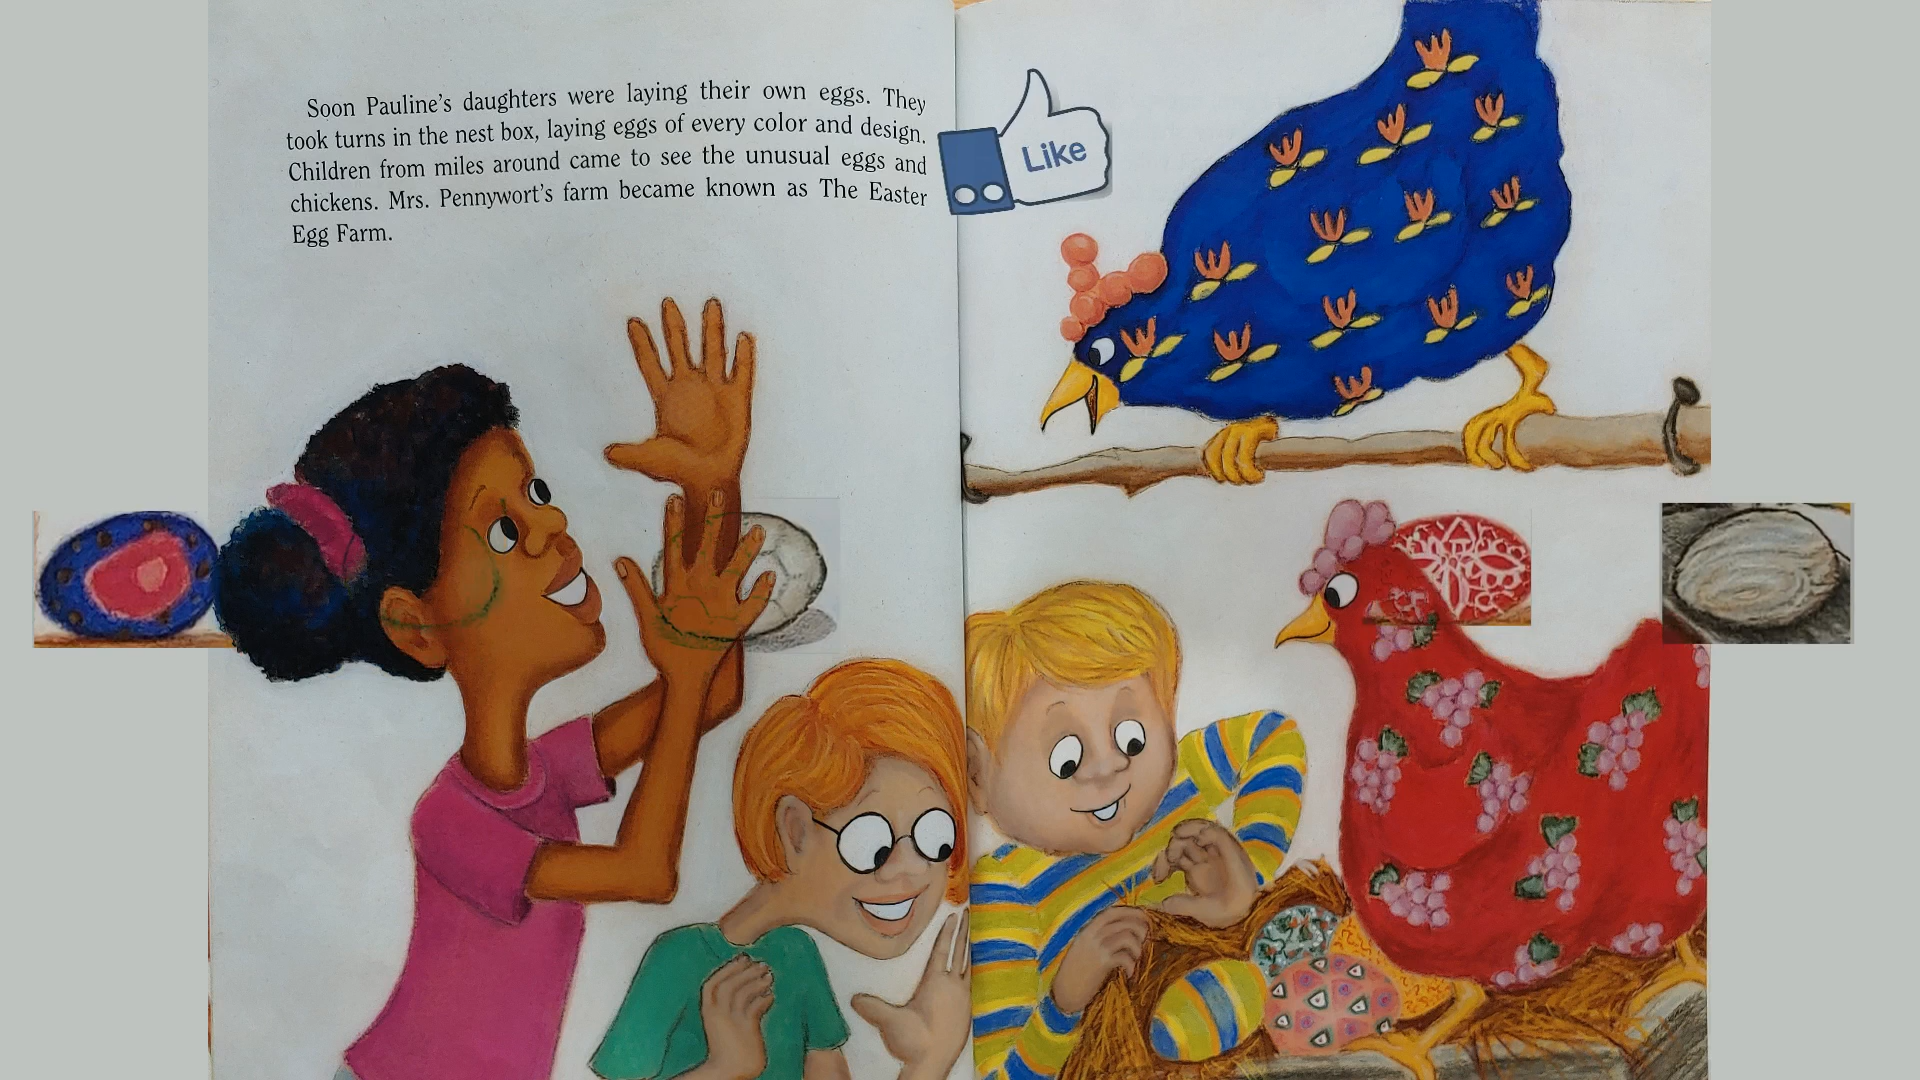 Soon Pauline's daughters were laying their own eggs. They
took turns in the nest box, laying eggs of every color and design.
Children from miles around came to see the unusual eggs and
chickens. Mrs. Pennywort's farm became known as The Easter
Egg Farm.
Like